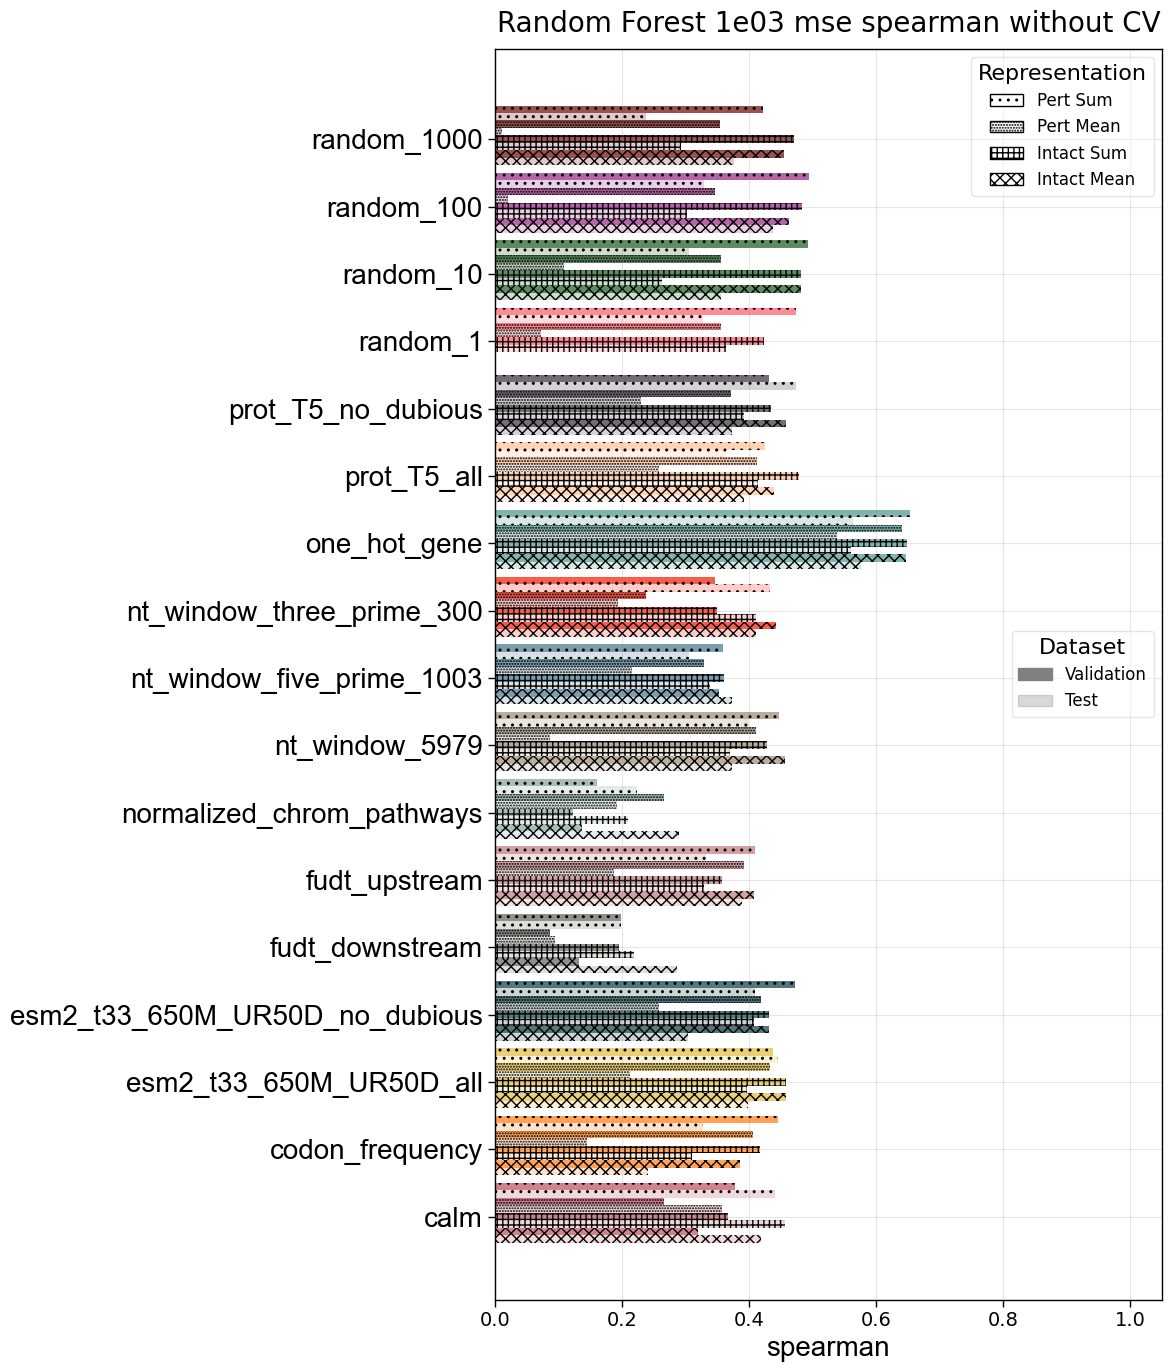 Random Forest 1e03 mse spearman without CV
Representation
Pert Sum
Pert Mean
Intact Sum
Intact Mean
random_1000
random_100
random_10
random_1
prot_T5_no_dubious
prot_T5_all
one_hot_gene
nt_window_three_prime_300
Dataset
Validation
Test
nt_window_five_prime_1003
nt_window_5979
normalized_chrom_pathways
fudt_upstream
fudt_downstream
esm2_t33_650M_UR50D_no_dubious
esm2_t33_650M_UR50D_all
codon_frequency
calm
0.0 0.2 0.4 0.6 0.8 1.0
spearman